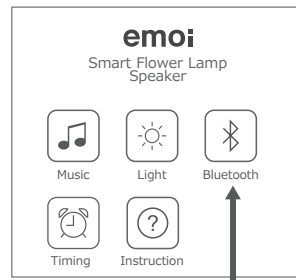 emoi
Smart Flower Lamp
Speaker
Music Light Bluetooth
Timing Instruction
?